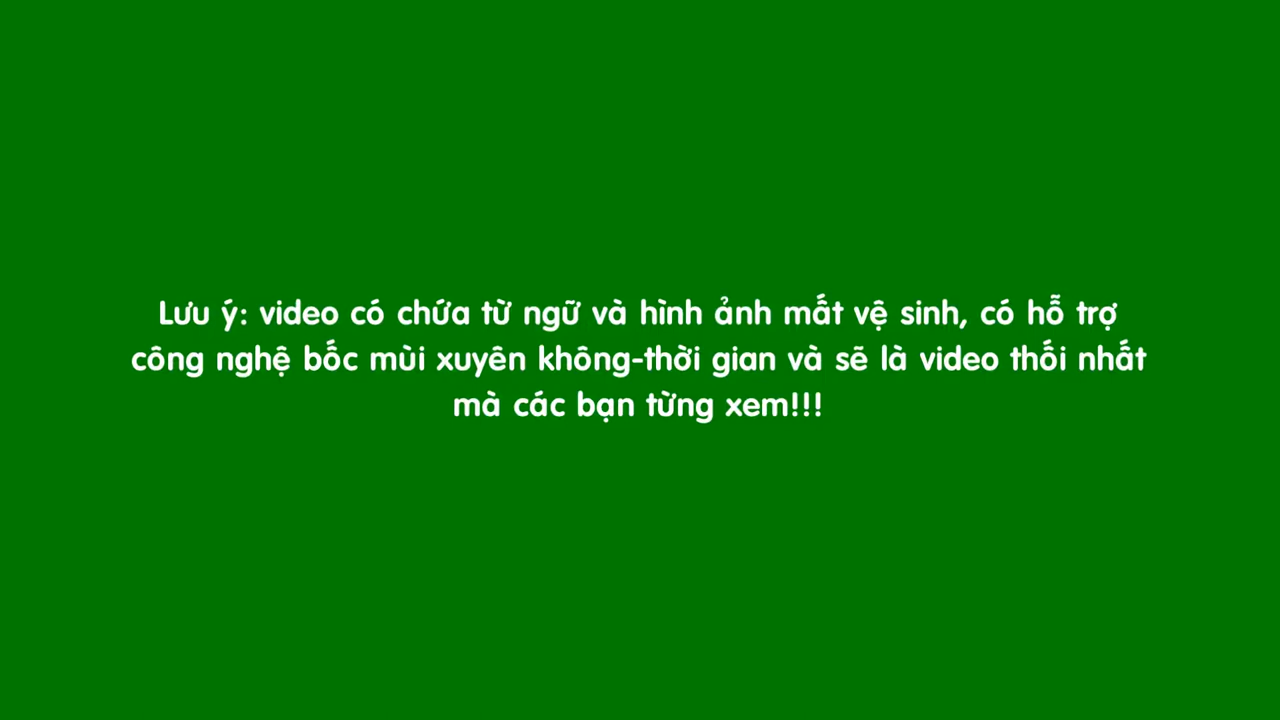 Lưu ý: video có chứa từ ngữ và hình ảnh mất vệ sinh, có hỗ trợ
công nghệ bốc mùi xuyên không-thời gian và sẽ là video thối nhất
mà các bạn từng xem!!!